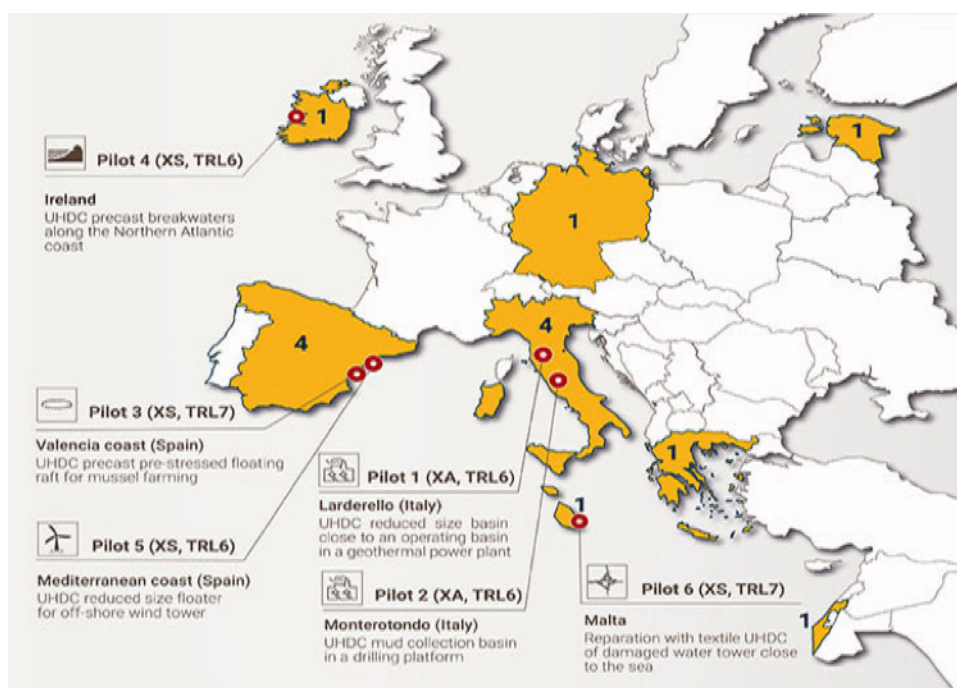 1
1
Pilot 4 (XS, TRL6)
Ireland
UHDC precast breakwaters
along the Northern Atlantic
coast
1
4
4
Pilot 3 (XS, TRL7)
Valencia coast (Spain)
UHDC precast pre-stressed floating
raft for mussel farming
Pilot 5 (XS, TRL6)
Mediterranean coast (Spain)
UHDC reduced size floater
for off-shore wind tower
Pilot 1 (XA, TRL6)
Larderello (Italy)
UHDC reduced size basin
close to an operating basin
in a geothermal power plant
Pilot 2 (XA, TRL6)
Monterotondo (Italy)
UHDC mud collection basin
in a drilling platform
1
1
Pilot 6 (XS, TRL7)
Malta
Reparation with textile UHDC
of damaged water tower close
to the sea
1